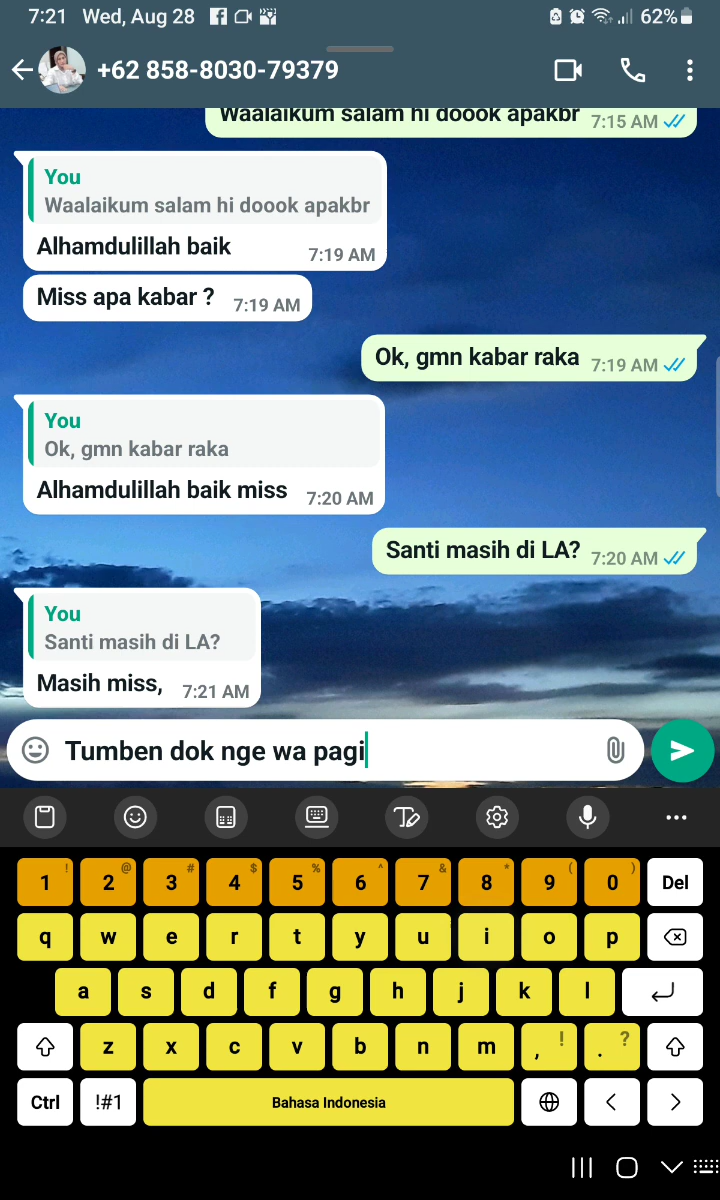 7:21 Wed, Aug 28 62%
+62 858-8030-79379
Waalaikum salam hi doook apakbr 7:15 AM
You
Waalaikum salam hi doook apakbr
Alhamdulillah baik 7:19 AM
Miss apa kabar ? 7:19 AM
Ok, gmn kabar raka 7:19 AM
You
Ok, gmn kabar raka
Alhamdulillah baik miss 7:20 AM
Santi masih di LA? 7:20 AM
You
Santi masih di LA?
Masih miss, 7:21 AM
Tumben dok nge wa pagi
! @ # $ % ^ & * ( )
1 2 3 4 5 6 7 8 9 0 Del
q w e r t y u i o p
a s d f g h j k l
z x c v b n m , ! . ?
Ctrl !#1 Bahasa Indonesia < >